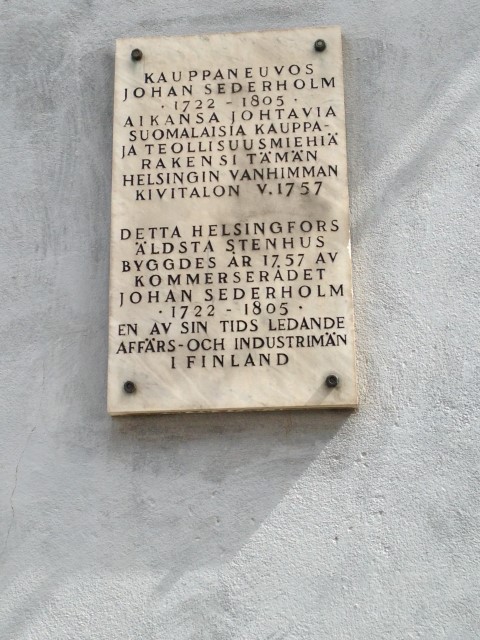 KAUPPANEUVOS
JOHAN SEDERHOLM
· 1722 - 1805 ·
AIKANSA JOHTAVIA
SUOMALAISIA KAUPPA-
JA TEOLLISUUSMIEHIÄ
RAKENSI TÄMÄN
HELSINGIN VANHIMMAN
KIVITALON V. 1757
DETTA HELSINGFORS
ÄLDSTA STENHUS
BYGGDES ÅR 1757 AV
KOMMERSERÅDET
JOHAN SEDERHOLM
· 1722 - 1805 ·
EN AV SIN TIDS LEDANDE
AFFÄRS- OCH INDUSTRIMÄN
I FINLAND